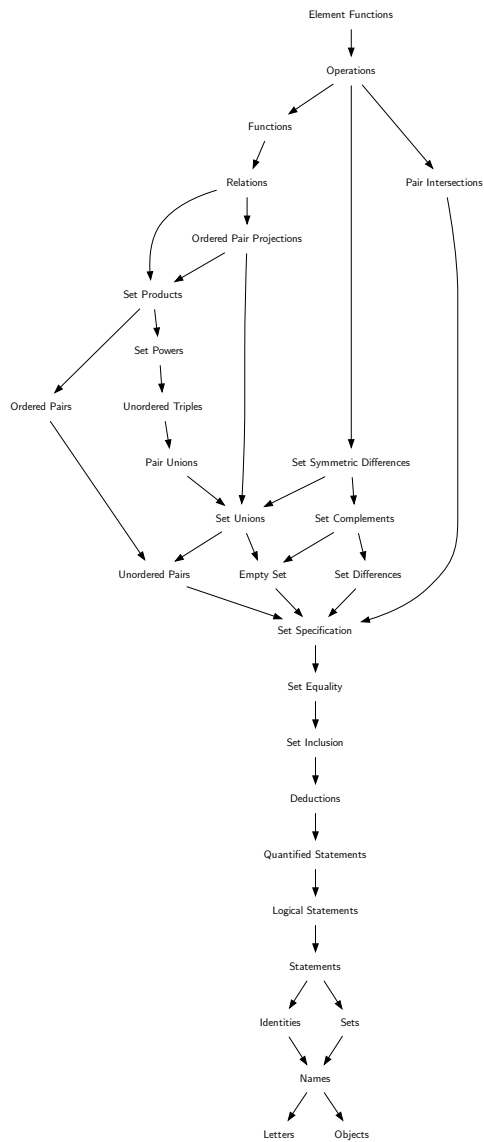 Element Functions
Operations
Functions
Relations
Pair Intersections
Ordered Pair Projections
Set Products
Set Powers
Ordered Pairs
Unordered Triples
Pair Unions
Set Symmetric Differences
Set Unions
Set Complements
Unordered Pairs
Empty Set
Set Differences
Set Specification
Set Equality
Set Inclusion
Deductions
Quantified Statements
Logical Statements
Statements
Identities
Sets
Names
Letters
Objects